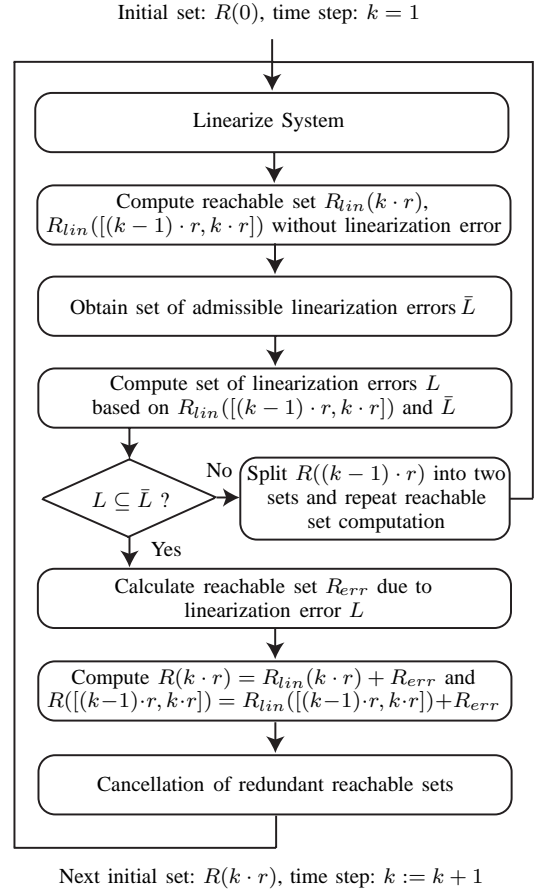 Initial set: R(0), time step: k = 1
Linearize System
Compute reachable set R_{lin}(k · r),
R_{lin}([(k − 1) · r, k · r]) without linearization error
Obtain set of admissible linearization errors L̄
Compute set of linearization errors L
based on R_{lin}([(k − 1) · r, k · r]) and L̄
L ⊆ L̄ ?
No
Split R((k − 1) · r) into two
sets and repeat reachable
set computation
Yes
Calculate reachable set R_{err} due to
linearization error L
Compute R(k · r) = R_{lin}(k · r) + R_{err} and
R([(k−1)·r, k·r]) = R_{lin}([(k−1)·r, k·r])+R_{err}
Cancellation of redundant reachable sets
Next initial set: R(k · r), time step: k := k + 1